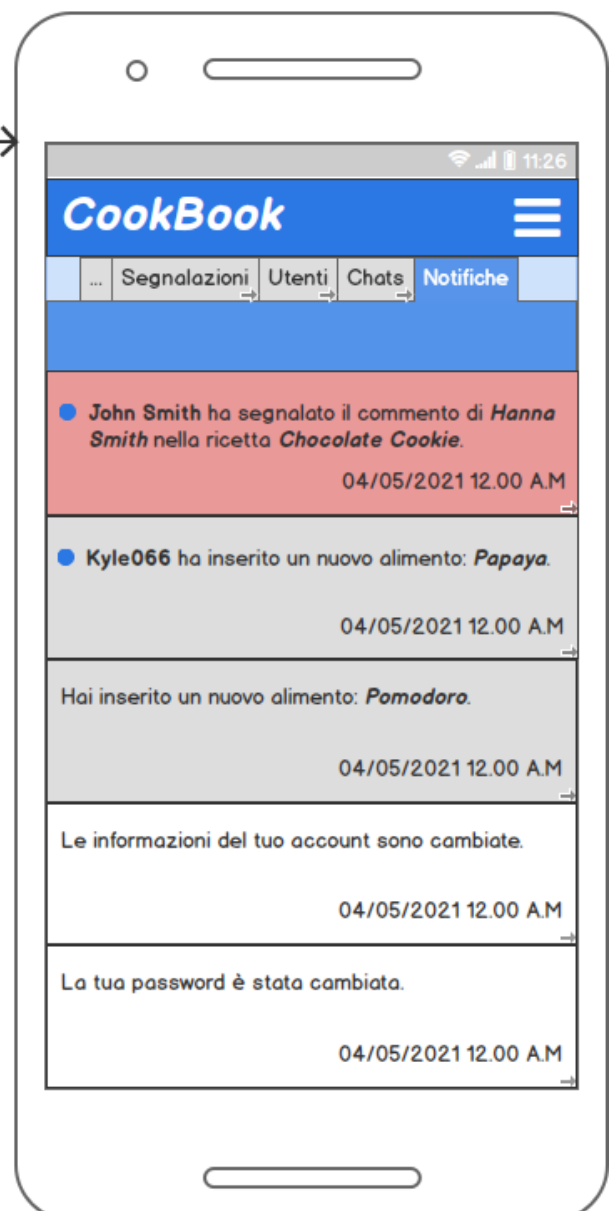 11:26
CookBook
... Segnalazioni Utenti Chats Notifiche
John Smith ha segnalato il commento di Hanna
Smith nella ricetta Chocolate Cookie.
04/05/2021 12.00 A.M
Kyle066 ha inserito un nuovo alimento: Papaya.
04/05/2021 12.00 A.M
Hai inserito un nuovo alimento: Pomodoro.
04/05/2021 12.00 A.M
Le informazioni del tuo account sono cambiate.
04/05/2021 12.00 A.M
La tua password è stata cambiata.
04/05/2021 12.00 A.M